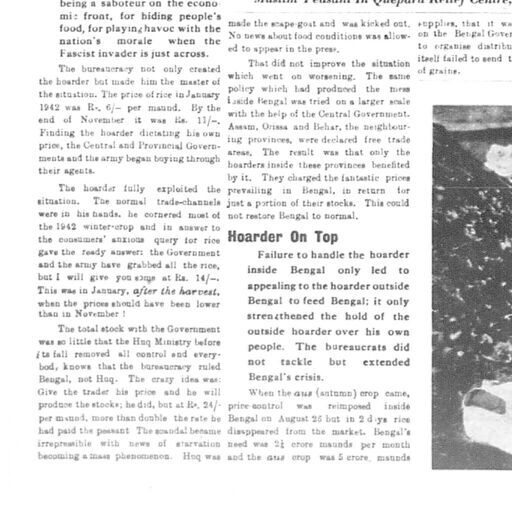 being a saboteur on the econo-
mic front, for hiding people's
food, for playing havoc with the
nation's morale when the
Fascist invader is just across.
The bureaucracy not only created
the hoarder but made him the master of
the situation. The price of rice in January
1942 was Rs. 6/– per maund. By the
end of November it was Rs. 11/–.
Finding the hoarder dictating his own
price, the Central and Provincial Govern-
ments and the army began buying through
their agents.
The hoarder fully exploited the
situation. The normal trade-channels
were in his hands, he cornered most of
the 1942 winter-crop and in answer to
the consumers' anxious query for rice
gave the ready answer: the Government
and the army have grabbed all the rice,
but I will give you some at Rs. 14/–.
This was in January, after the harvest,
when the prices should have been lower
than in November !
The total stock with the Government
was so little that the Huq Ministry before
its fall removed all control and every-
body, knows that the bureaucracy ruled
Bengal, not Huq. The crazy idea was:
Give the trader his price and he will
produce the stocks; he did, but at Rs. 24/-
per maund, more than double the rate he
had paid the peasant. The scandal became
irrepressible with news of starvation
becoming a mass phenomenon. Huq was
Muslim Peasant In Quepara Relief Centre,
made the scape-goat and was kicked out.
No news about food conditions was allow-
ed to appear in the press.
That did not improve the situation
which went on worsening. The same
policy which had produced the mess
inside Bengal was tried on a larger scale
with the help of the Central Government.
Assam, Orissa and Behar, the neighbour-
ing provinces, were declared free trade
areas. The result was that only the
hoarders inside these provinces benefited
by it. They charged the fantastic prices
prevailing in Bengal, in return for
just a portion of their stocks. This could
not restore Bengal to normal.
Hoarder On Top
Failure to handle the hoarder
inside Bengal only led to
appealing to the hoarder outside
Bengal to feed Bengal; it only
strengthened the hold of the
outside hoarder over his own
people. The bureaucrats did
not tackle but extended
Bengal's crisis.
When the aus (autumn) crop came,
price-control was reimposed inside
Bengal on August 26 but in 2 days rice
disappeared from the market. Bengal's
need was 2½ crore maunds per month
and the aus crop was 5 crore, maunds
supplies, that it wa
on the Bengal Gover
to organise distribu
itself failed to send t
of grains.